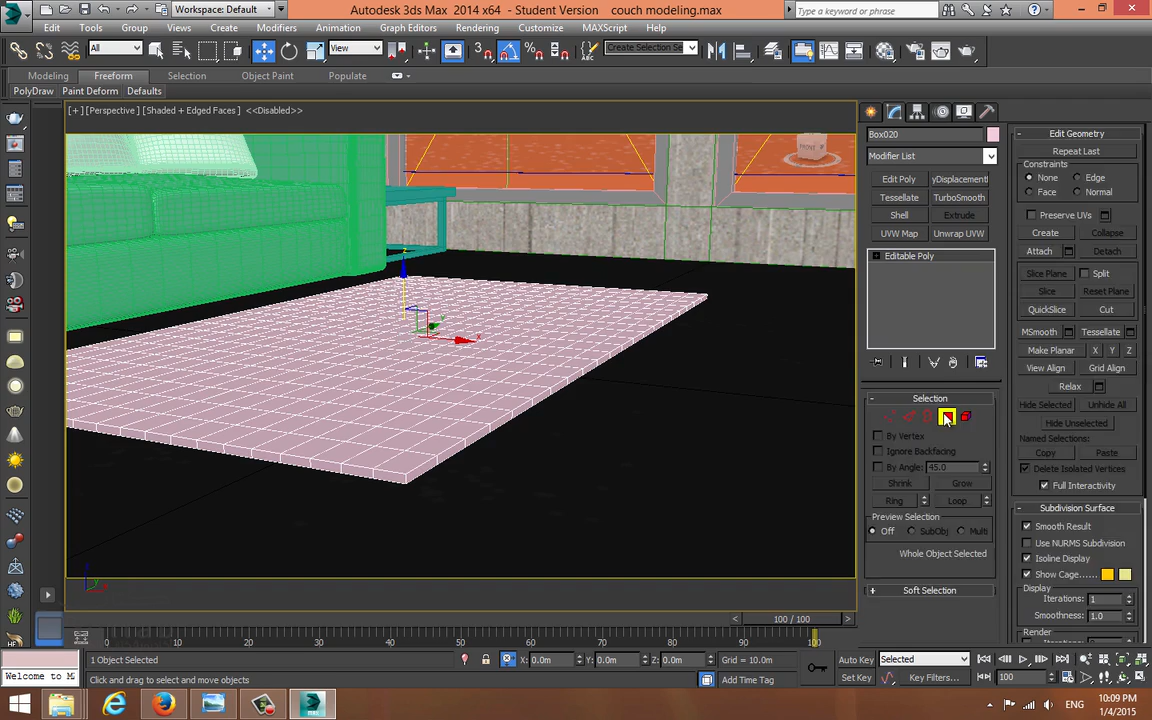 Workspace: Default
Autodesk 3ds Max  2014 x64  - Student Version    couch modeling.max
Type a keyword or phrase
Edit  Tools  Group  Views  Create  Modifiers  Animation  Graph Editors  Rendering  Customize  MAXScript  Help
All  View  Create Selection Se
Modeling  Freeform  Selection  Object Paint  Populate
PolyDraw  Paint Deform  Defaults
[+] [Perspective] [Shaded + Edged Faces]  <<Disabled>>
Box020
Modifier List
Edit Poly  yDisplacement
Tessellate  TurboSmooth
Shell  Extrude
UVW Map  Unwrap UVW
Editable Poly
- Selection
By Vertex
Ignore Backfacing
By Angle: 45.0
Shrink  Grow
Ring  Loop
Preview Selection
Off  SubObj  Multi
Whole Object Selected
+ Soft Selection
- Edit Geometry
Repeat Last
Constraints
None  Edge
Face  Normal
Preserve UVs
Create  Collapse
Attach  Detach
Slice Plane  Split
Slice  Reset Plane
QuickSlice  Cut
MSmooth  Tessellate
Make Planar  X  Y  Z
View Align  Grid Align
Relax
Hide Selected  Unhide All
Hide Unselected
Named Selections:
Copy  Paste
Delete Isolated Vertices
Full Interactivity
- Subdivision Surface
Smooth Result
Use NURMS Subdivision
Isoline Display
Show Cage......
Display
Iterations: 1
Smoothness: 1.0
Render
< 100 / 100 >
0  10  20  30  40  50  60  70  80  90
1 Object Selected
X: 0.0m  Y: 0.0m  Z: 0.0m  Grid = 10.0m
Auto Key  Selected
Welcome to M
Click and drag to select and move objects
Add Time Tag
Set Key  Key Filters...
100
ENG
10:09 PM
1/4/2015